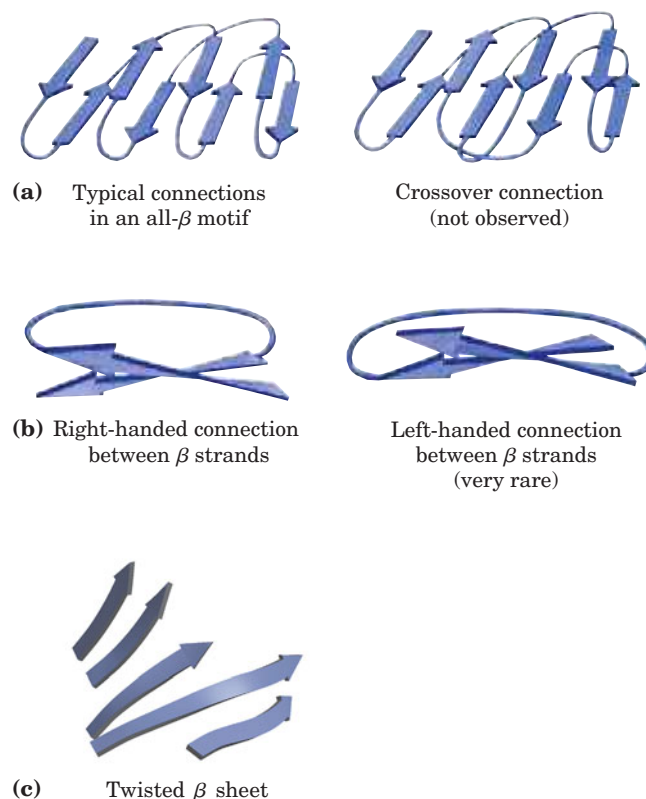 (a) Typical connections
in an all-β motif
Crossover connection
(not observed)
(b) Right-handed connection
between β strands
Left-handed connection
between β strands
(very rare)
(c) Twisted β sheet